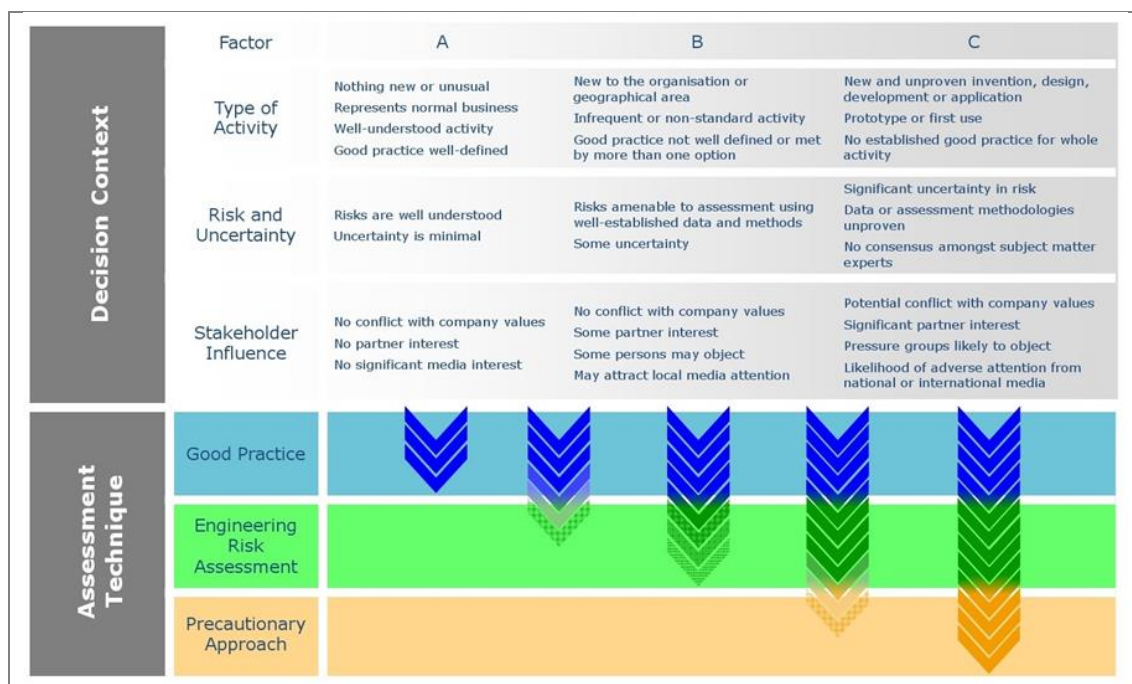 Decision Context
Factor
A
B
C
Type of
Activity
Nothing new or unusual
Represents normal business
Well-understood activity
Good practice well-defined
New to the organisation or
geographical area
Infrequent or non-standard activity
Good practice not well defined or met
by more than one option
New and unproven invention, design,
development or application
Prototype or first use
No established good practice for whole
activity
Risk and
Uncertainty
Risks are well understood
Uncertainty is minimal
Risks amenable to assessment using
well-established data and methods
Some uncertainty
Significant uncertainty in risk
Data or assessment methodologies
unproven
No consensus amongst subject matter
experts
Stakeholder
Influence
No conflict with company values
No partner interest
No significant media interest
No conflict with company values
Some partner interest
Some persons may object
May attract local media attention
Potential conflict with company values
Significant partner interest
Pressure groups likely to object
Likelihood of adverse attention from
national or international media
Assessment
Technique
Good Practice
Engineering
Risk
Assessment
Precautionary
Approach